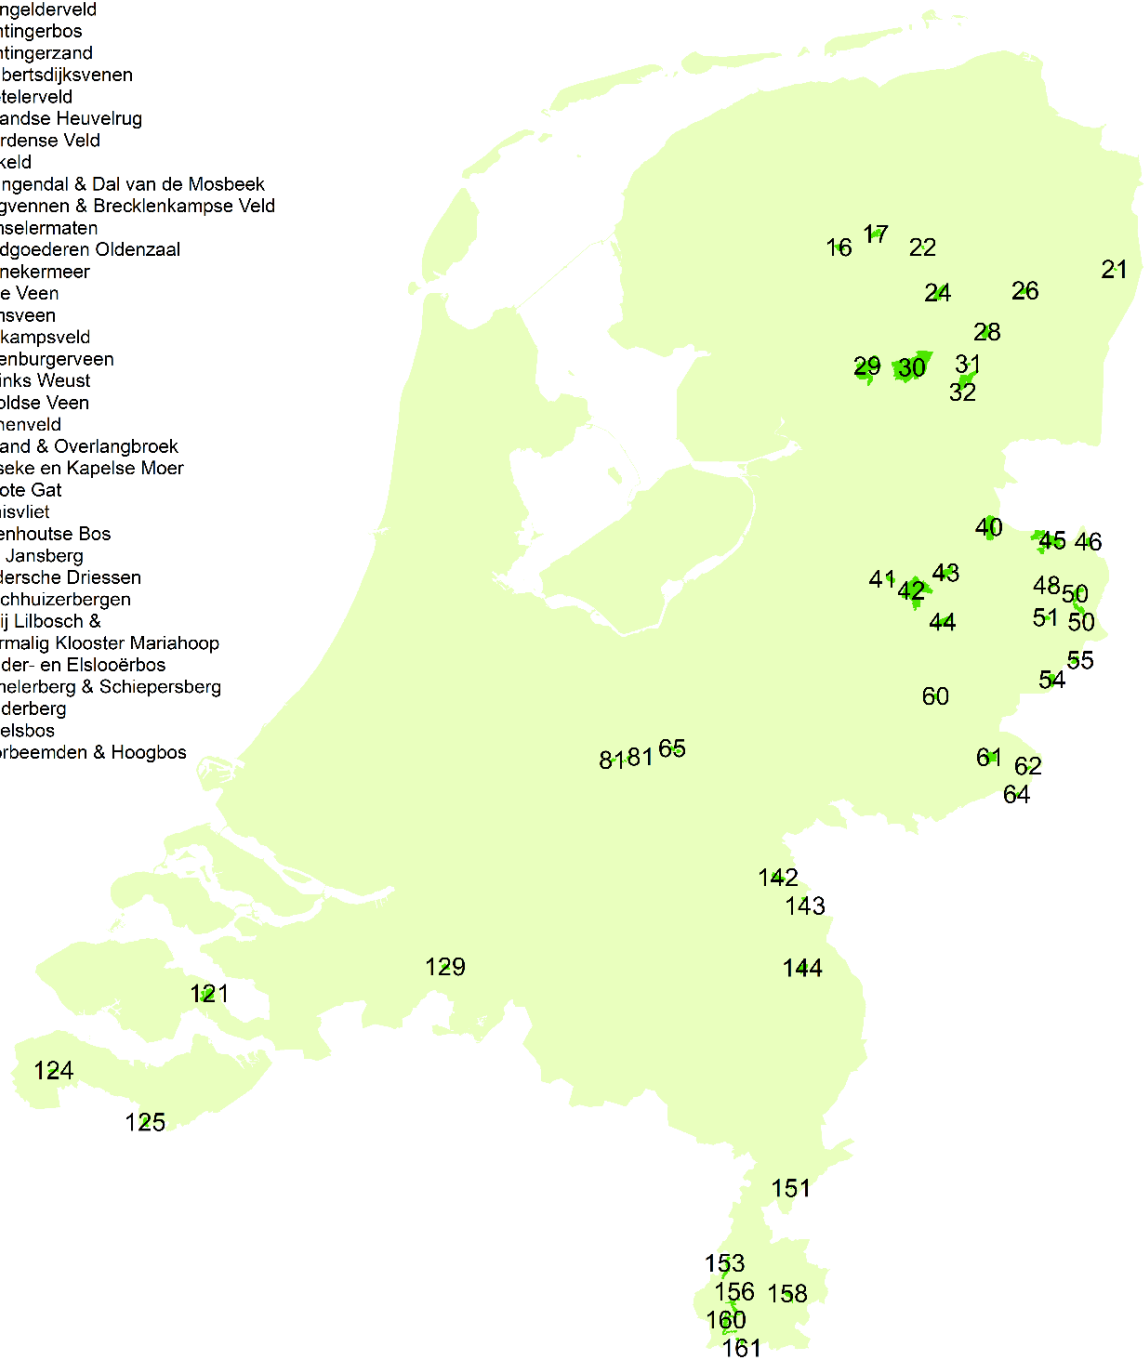 ngelderveld
ntingerbos
ntingerzand
bertsdijksvenen
telerveld
andse Heuvelrug
rdense Veld
keld
ngendal & Dal van de Mosbeek
gvennen & Brecklenkampse Veld
nselermaten
dgoederen Oldenzaal
nekermeer
e Veen
nsveen
kampsveld
enburgerveen
inks Weust
oldse Veen
nenveld
and & Overlangbroek
seke en Kapelse Moer
ote Gat
isvliet
enhoutse Bos
Jansberg
dersche Driessen
chhuizerbergen
ij Lilbosch &
rmalig Klooster Mariahoop
der- en Elslooërbos
melerberg & Schiepersberg
derberg
elsbos
orbeemden & Hoogbos
16
17
22
21
24
26
28
29
30
31
32
40
45
46
41
42
43
48
50
44
51
50
55
54
60
81
81
65
61
62
64
142
143
129
144
121
124
125
151
153
156
158
160
161